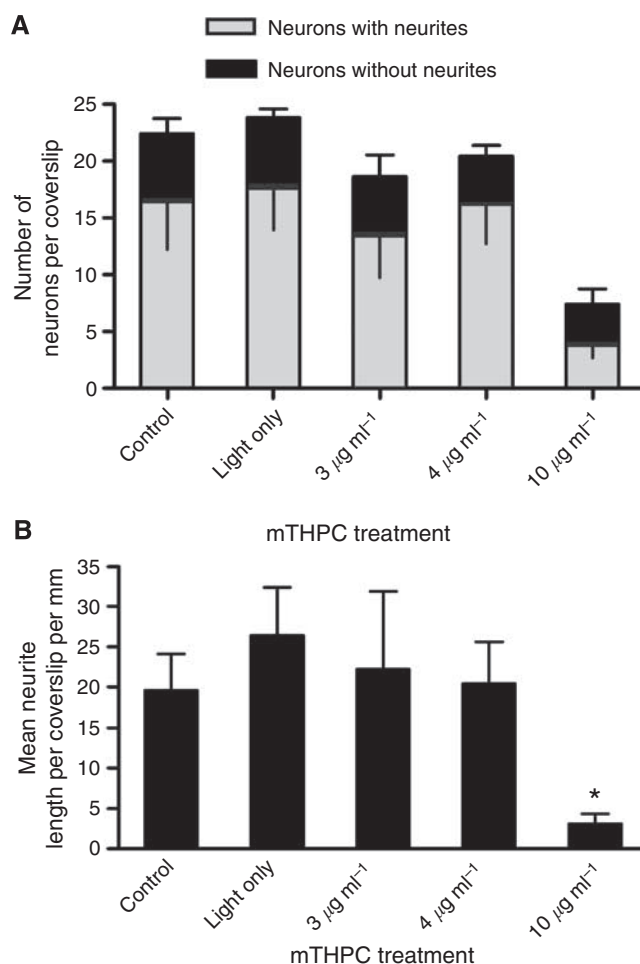 A
Neurons with neurites
Neurons without neurites
Number of
neurons per coverslip
25
20
15
10
5
0
Control
Light only
3 μg ml⁻¹
4 μg ml⁻¹
10 μg ml⁻¹
mTHPC treatment
B
Mean neurite
length per coverslip per mm
35
30
25
20
15
10
5
0
*
Control
Light only
3 μg ml⁻¹
4 μg ml⁻¹
10 μg ml⁻¹
mTHPC treatment